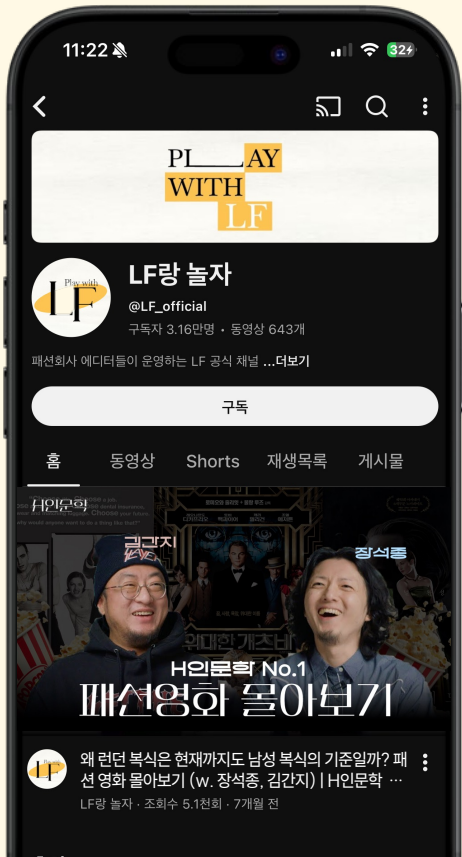 11:22
32
PLAY
WITH
LF
Play with
LF
LF랑 놀자
@LF_official
구독자 3.16만명 • 동영상 643개
패션회사 에디터들이 운영하는 LF 공식 채널 ...더보기
구독
홈 동영상 Shorts 재생목록 게시물
H인문학
김간지
장석종
위대한 개츠비
H인문학 No.1
패션영화 몰아보기
왜 런던 복식은 현재까지도 남성 복식의 기준일까? 패
션 영화 몰아보기 (w. 장석종, 김간지) | H인문학 …
LF랑 놀자 · 조회수 5.1천회 · 7개월 전